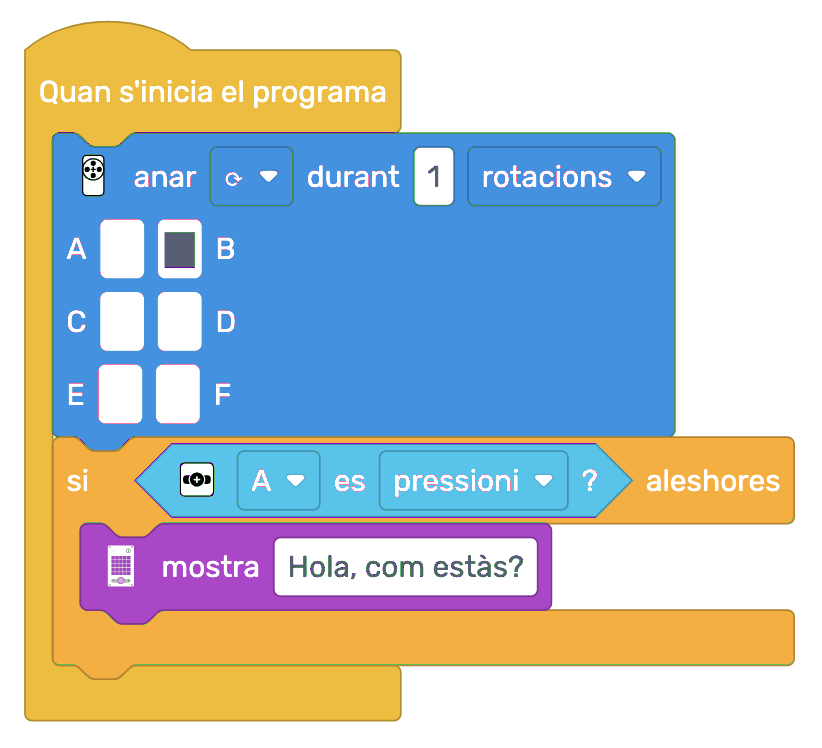 Quan s'inicia el programa
anar ⟳ durant 1 rotacions
A B
C D
E F
si A es pressioni ? aleshores
mostra Hola, com estàs?